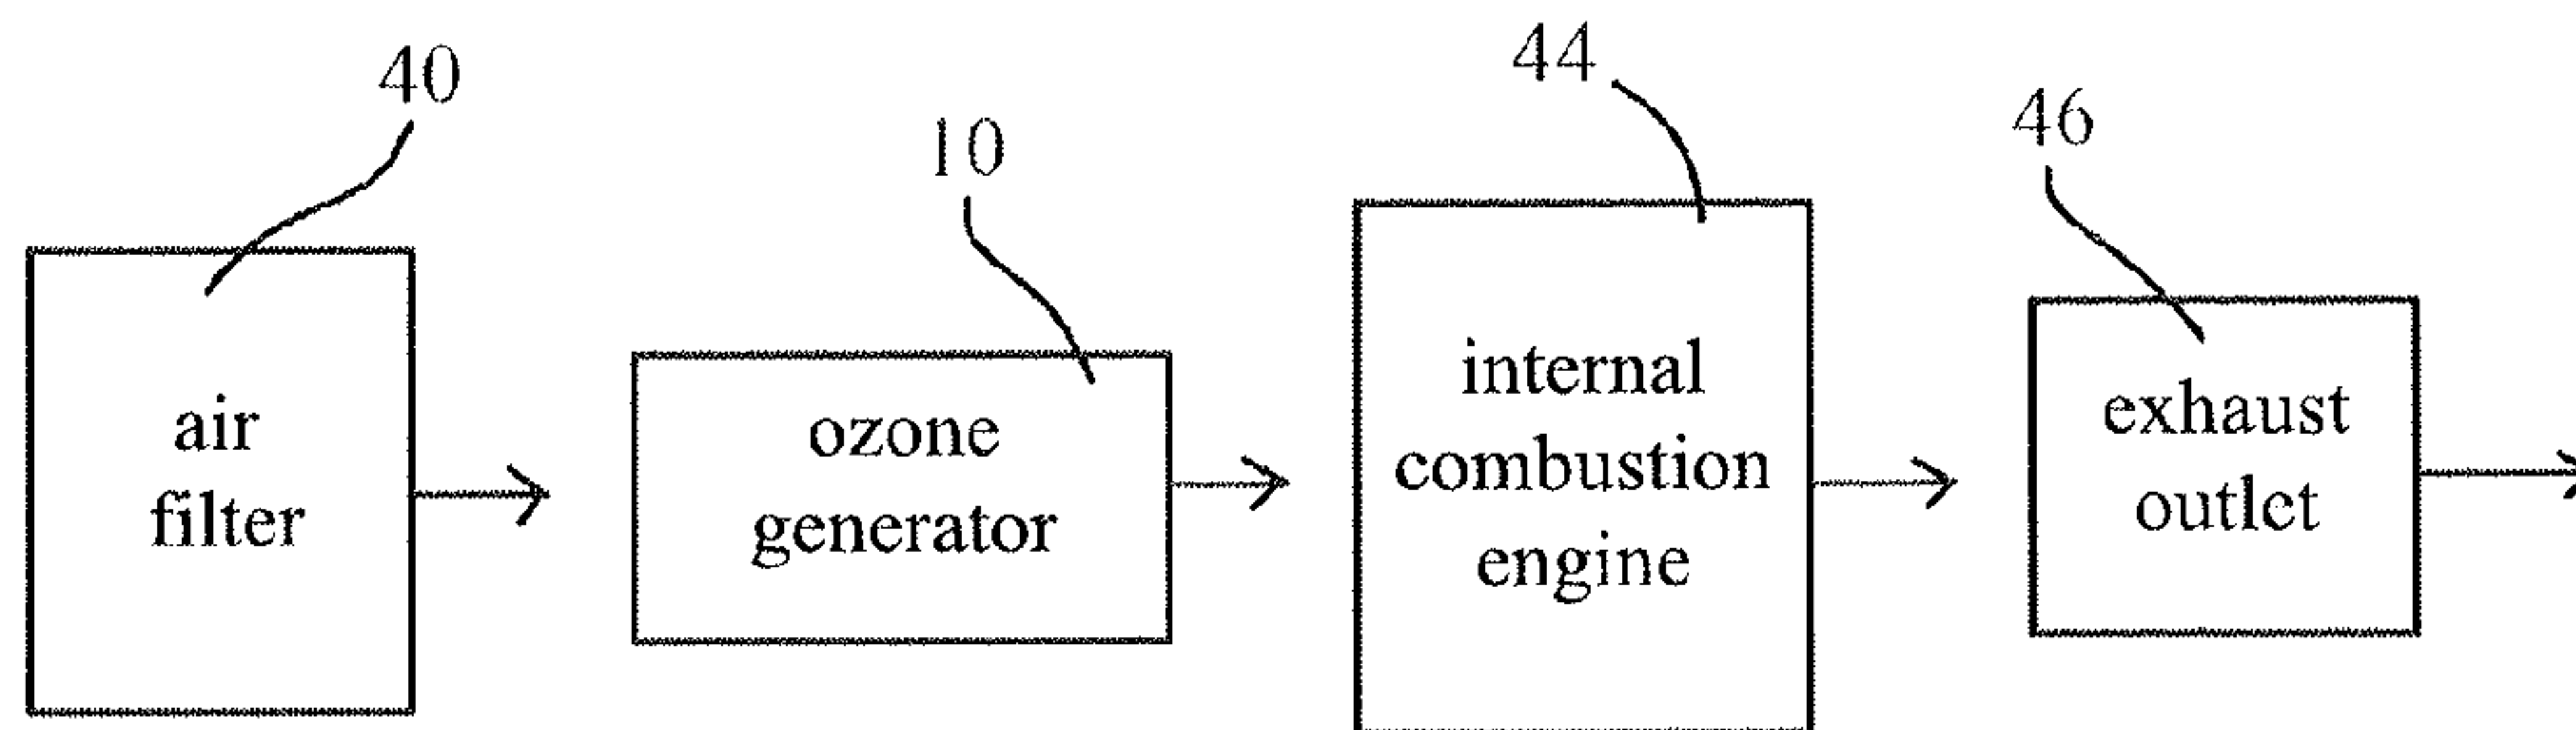 40
10
44
46
air
filter
ozone
generator
internal
combustion
engine
exhaust
outlet